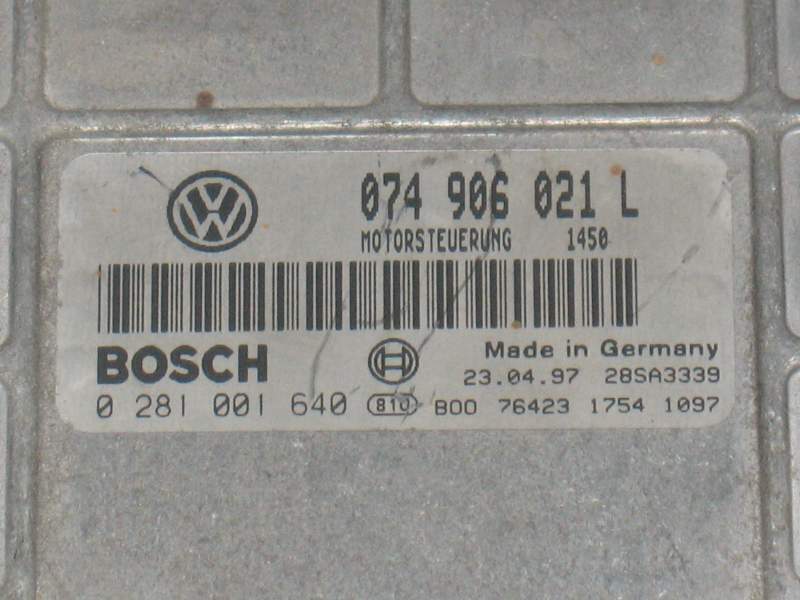 VW
074 906 021 L
MOTORSTEUERUNG 1450
BOSCH
Made in Germany
23.04.97 28SA3339
0 281 001 640 810 B00 76423 1754 1097